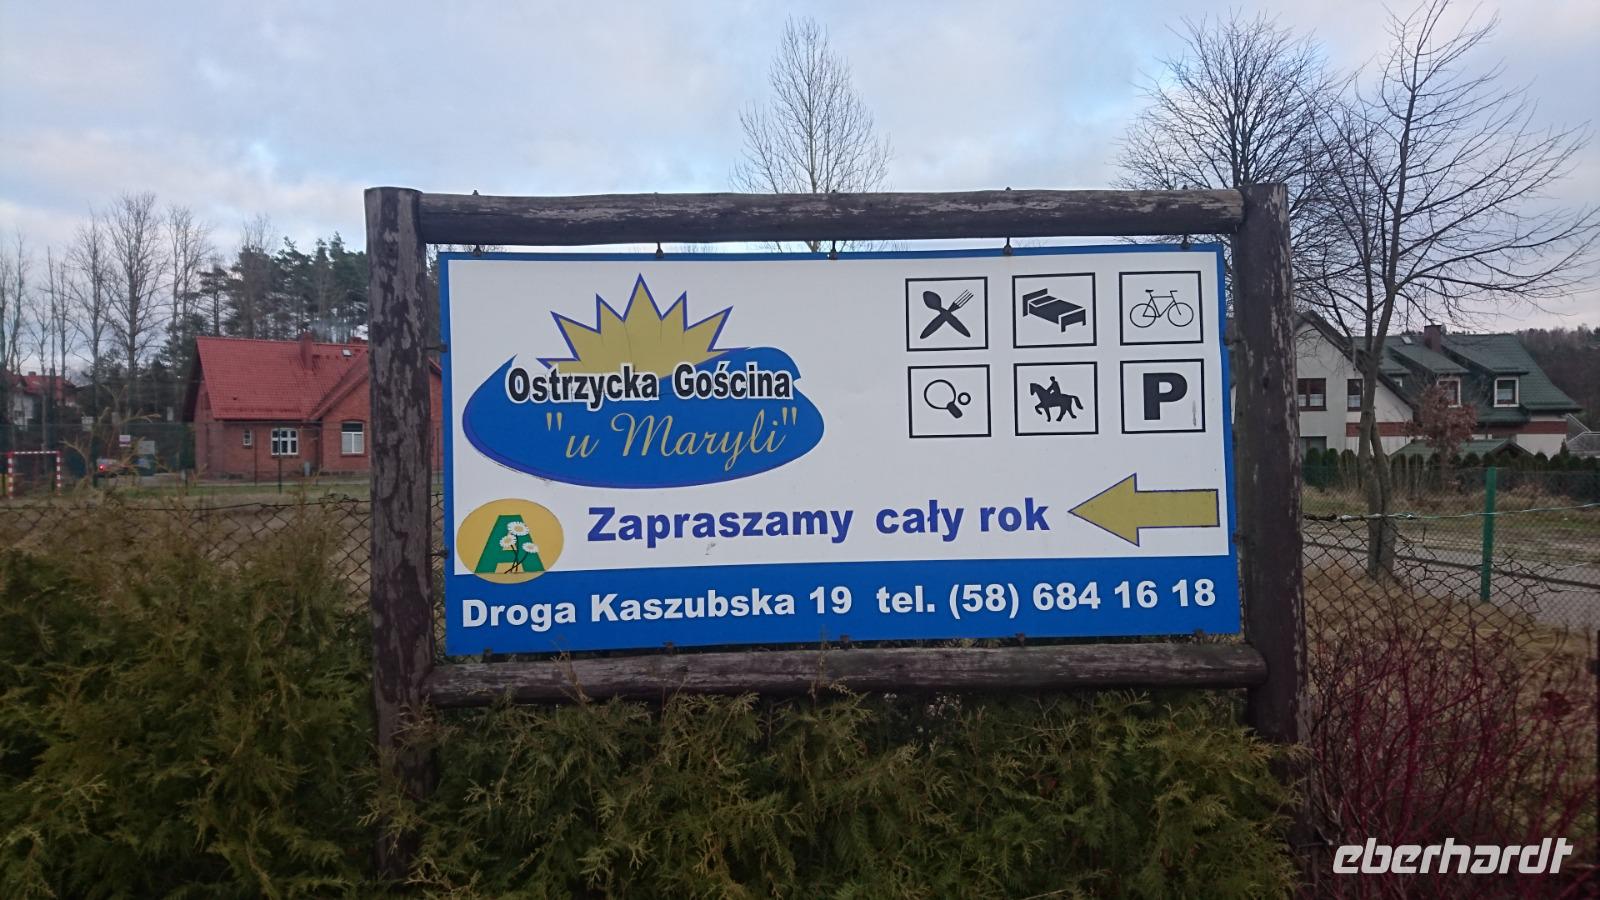 Ostrzycka Gościna
"u Maryli"
P
A
Zapraszamy cały rok
Droga Kaszubska 19 tel. (58) 684 16 18
eberhardt